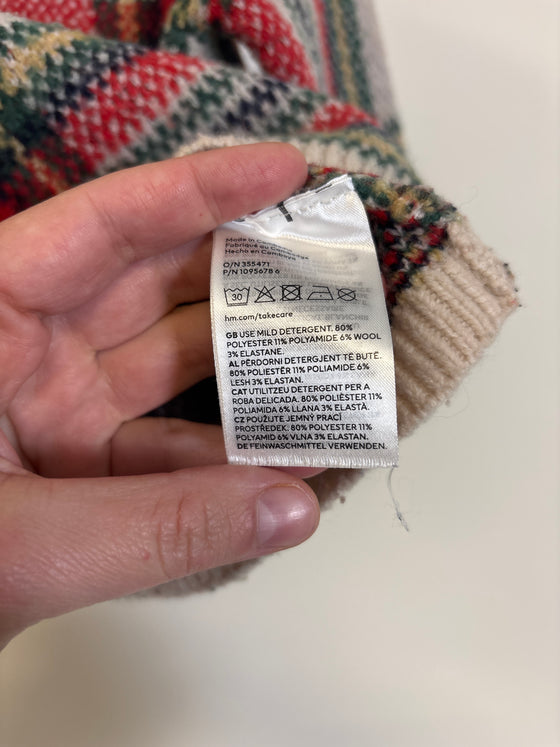 Made in Cambodge
Fabriqué au Cambodge
Hecho en Camboya
O/N 355471
P/N 1095678 6
30
hm.com/takecare
GB USE MILD DETERGENT. 80%
POLYESTER 11% POLYAMIDE 6% WOOL
3% ELASTANE.
AL PËRDORNI DETERGJENT TË BUTË.
80% POLIESTËR 11% POLIAMIDE 6%
LESH 3% ELASTAN.
CAT UTILITZEU DETERGENT PER A
ROBA DELICADA. 80% POLIÈSTER 11%
POLIAMIDA 6% LLANA 3% ELASTÀ.
CZ POUŽIJTE JEMNÝ PRACÍ
PROSTŘEDEK. 80% POLYESTER 11%
POLYAMID 6% VLNA 3% ELASTAN.
DE FEINWASCHMITTEL VERWENDEN.